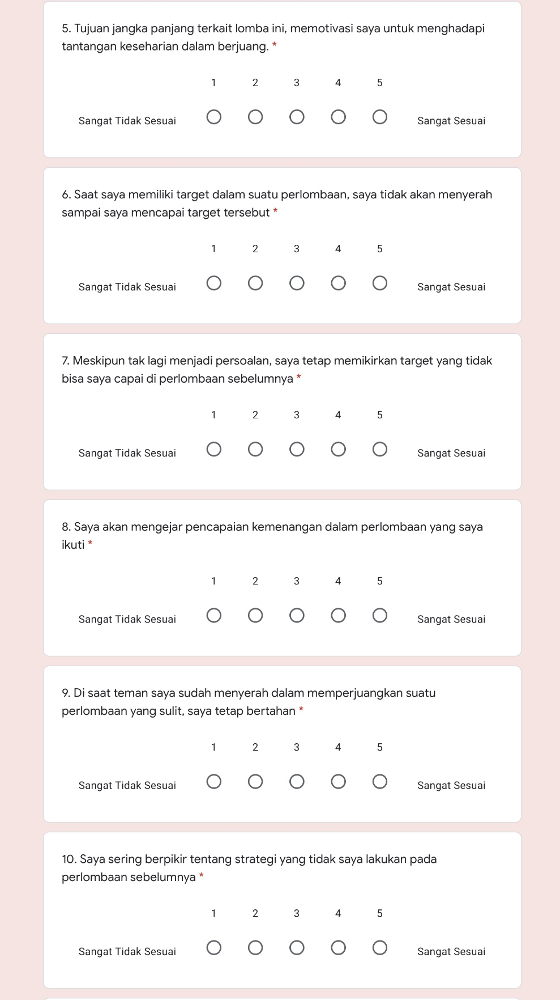 5. Tujuan jangka panjang terkait lomba ini, memotivasi saya untuk menghadapi
tantangan keseharian dalam berjuang. *
1 2 3 4 5
Sangat Tidak Sesuai Sangat Sesuai
6. Saat saya memiliki target dalam suatu perlombaan, saya tidak akan menyerah
sampai saya mencapai target tersebut *
1 2 3 4 5
Sangat Tidak Sesuai Sangat Sesuai
7. Meskipun tak lagi menjadi persoalan, saya tetap memikirkan target yang tidak
bisa saya capai di perlombaan sebelumnya *
1 2 3 4 5
Sangat Tidak Sesuai Sangat Sesuai
8. Saya akan mengejar pencapaian kemenangan dalam perlombaan yang saya
ikuti *
1 2 3 4 5
Sangat Tidak Sesuai Sangat Sesuai
9. Di saat teman saya sudah menyerah dalam memperjuangkan suatu
perlombaan yang sulit, saya tetap bertahan *
1 2 3 4 5
Sangat Tidak Sesuai Sangat Sesuai
10. Saya sering berpikir tentang strategi yang tidak saya lakukan pada
perlombaan sebelumnya *
1 2 3 4 5
Sangat Tidak Sesuai Sangat Sesuai